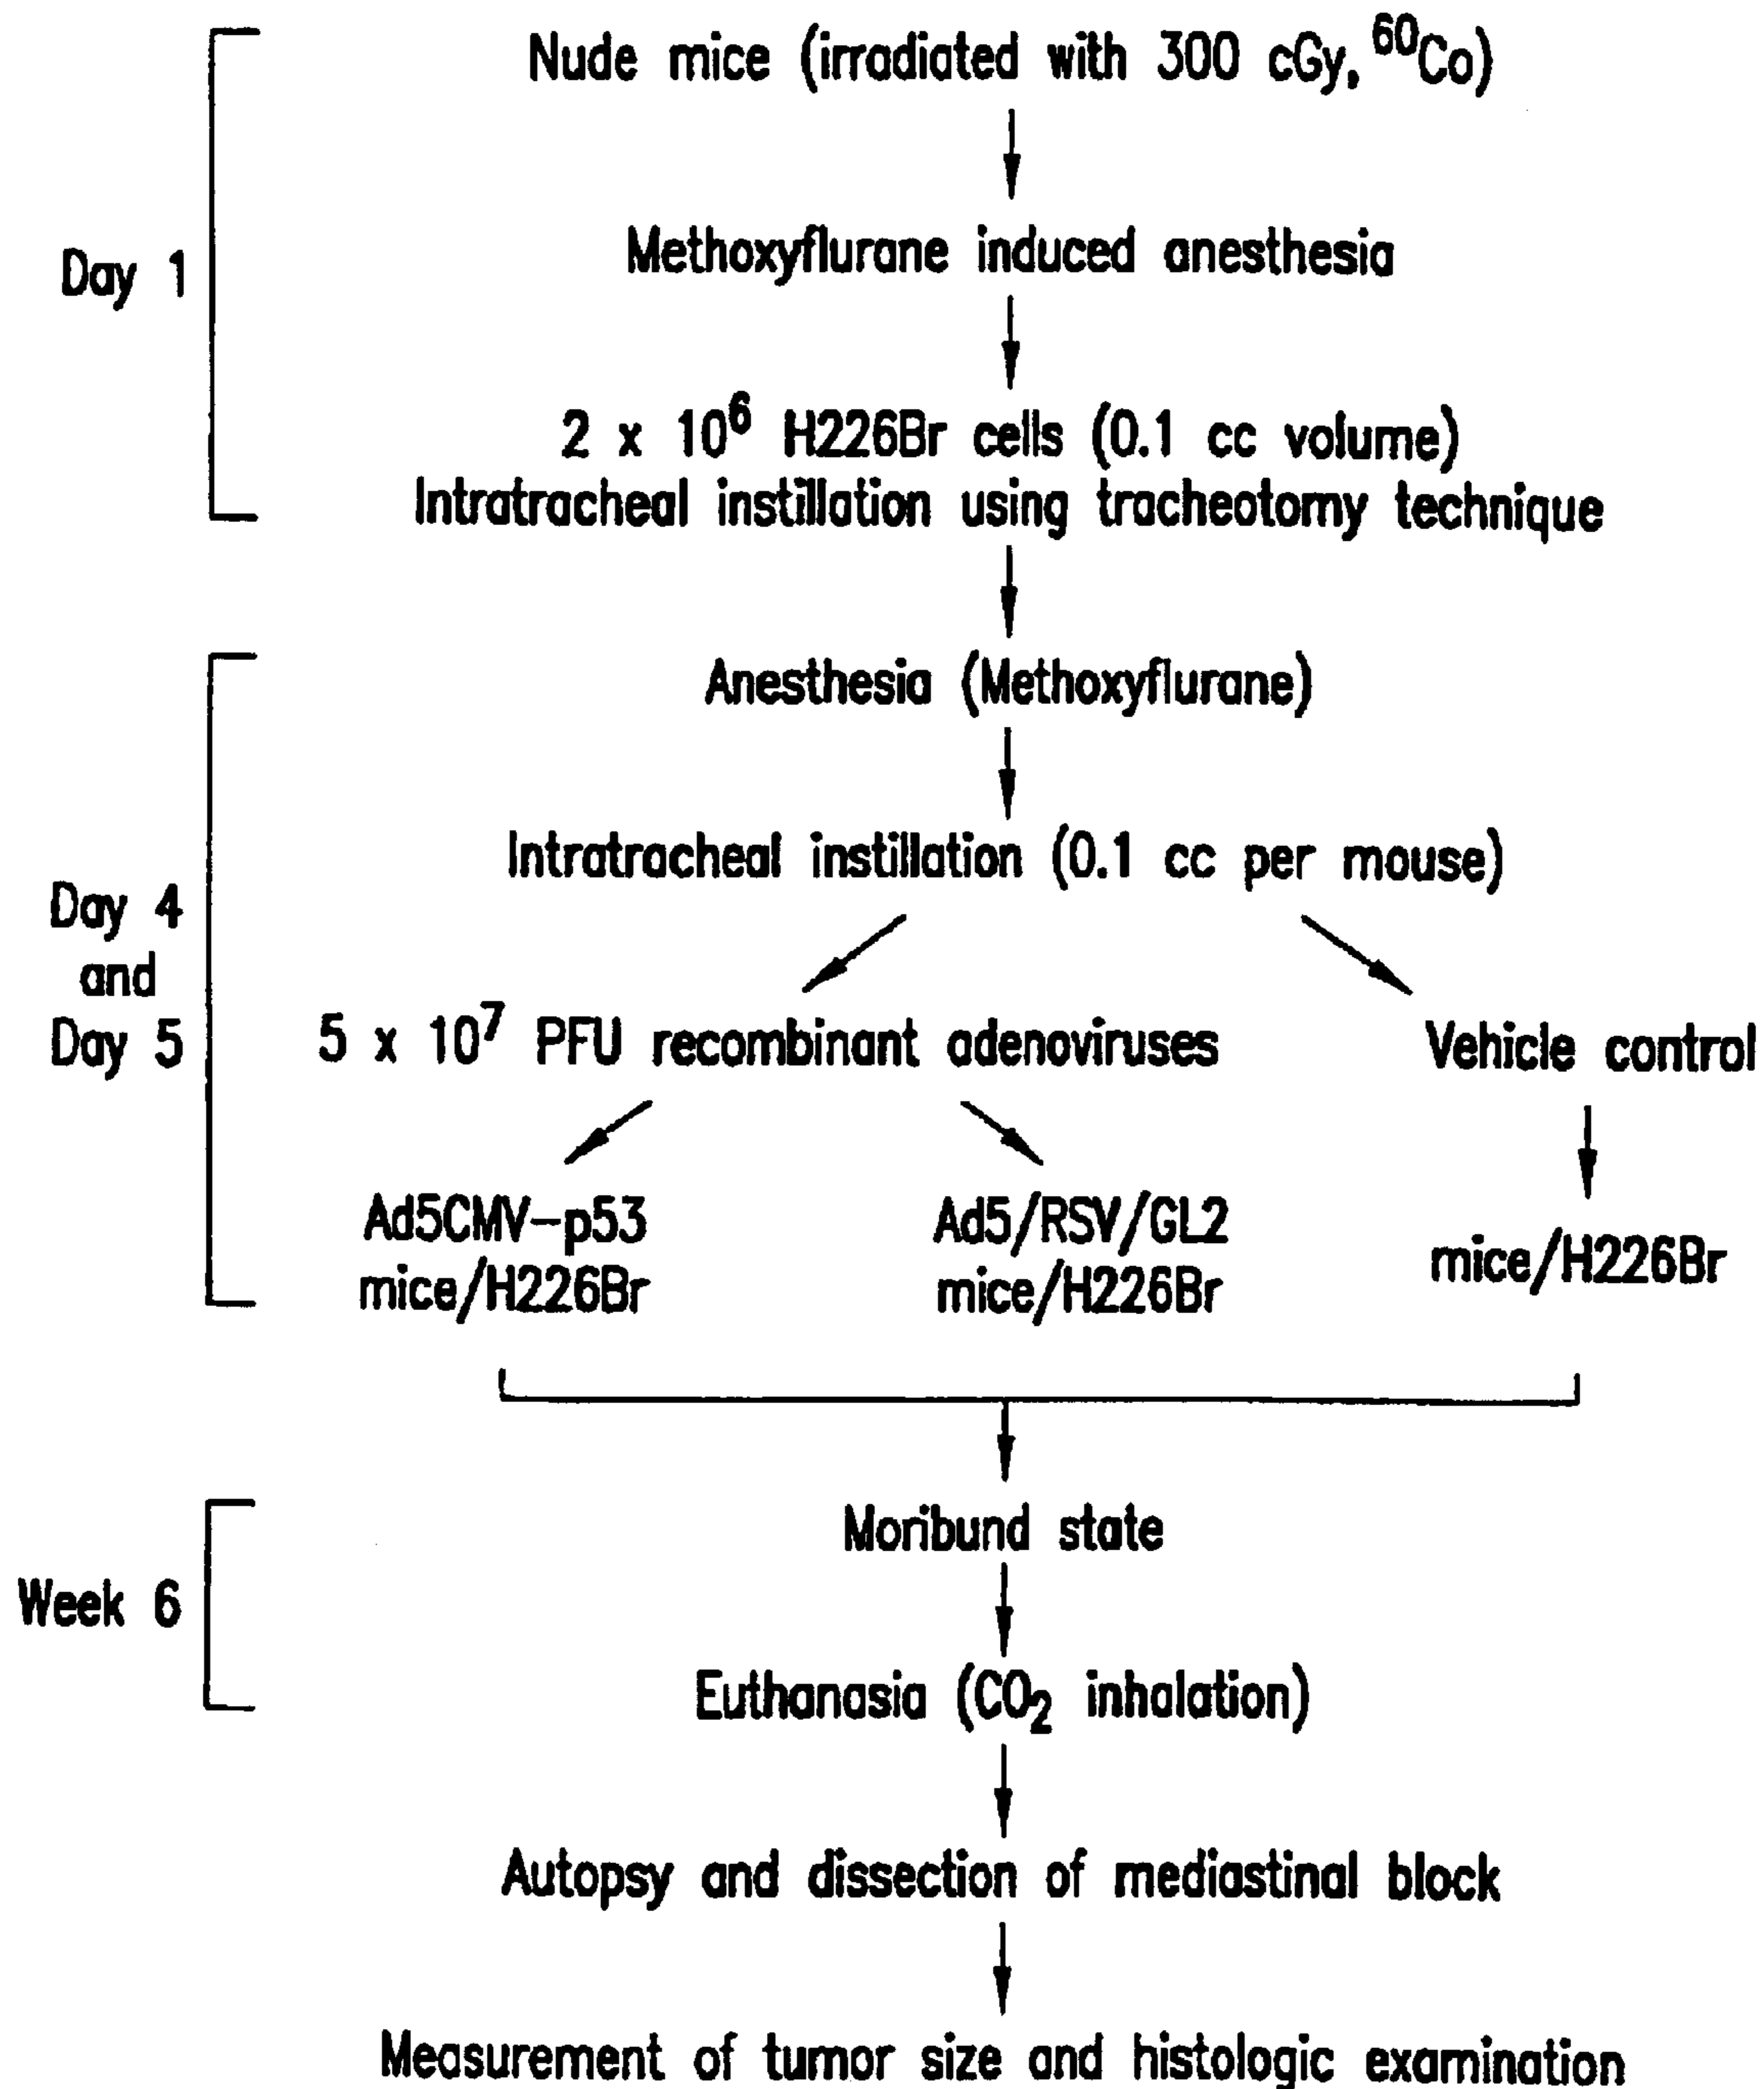 Nude mice (irradiated with 300 cGy, ⁶⁰Co)
Day 1
Methoxyflurane induced anesthesia
2 x 10⁶ H226Br cells (0.1 cc volume)
Intratracheal instillation using tracheotomy technique
Anesthesia (Methoxyflurane)
Intratracheal instillation (0.1 cc per mouse)
Day 4
and
Day 5
5 x 10⁷ PFU recombinant adenoviruses
Vehicle control
Ad5CMV-p53
mice/H226Br
Ad5/RSV/GL2
mice/H226Br
mice/H226Br
Moribund state
Week 6
Euthanasia (CO₂ inhalation)
Autopsy and dissection of mediastinal block
Measurement of tumor size and histologic examination